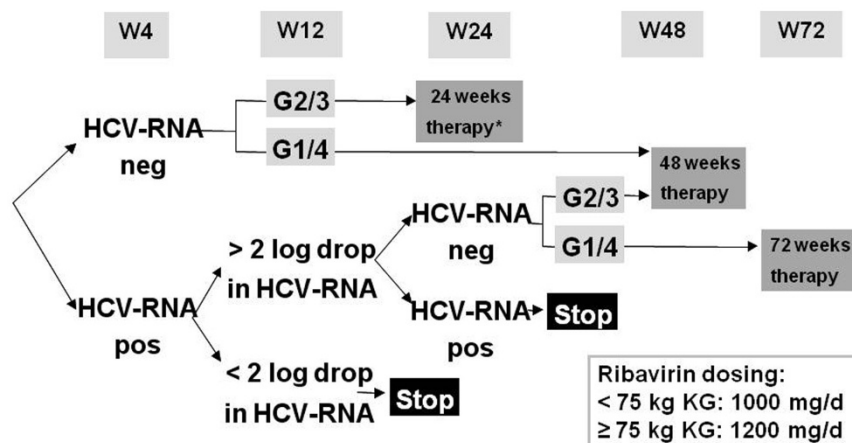 W4
W12
W24
W48
W72
HCV-RNA
neg
G2/3
24 weeks
therapy*
G1/4
48 weeks
therapy
HCV-RNA
pos
> 2 log drop
in HCV-RNA
HCV-RNA
neg
G2/3
G1/4
72 weeks
therapy
HCV-RNA
pos
Stop
< 2 log drop
in HCV-RNA
Stop
Ribavirin dosing:
< 75 kg KG: 1000 mg/d
≥ 75 kg KG: 1200 mg/d